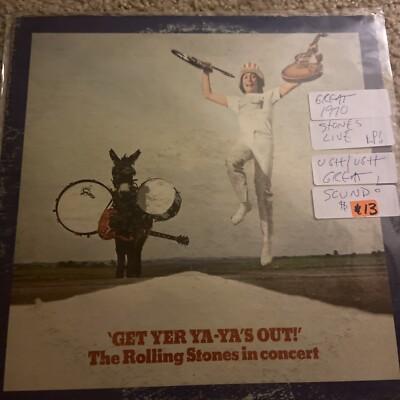 GREAT
1970
STONES
LIVE LP!
UGH/UGH
GREAT,
SOUND!
$ $13
'GET YER YA-YA'S OUT!'
The Rolling Stones in concert